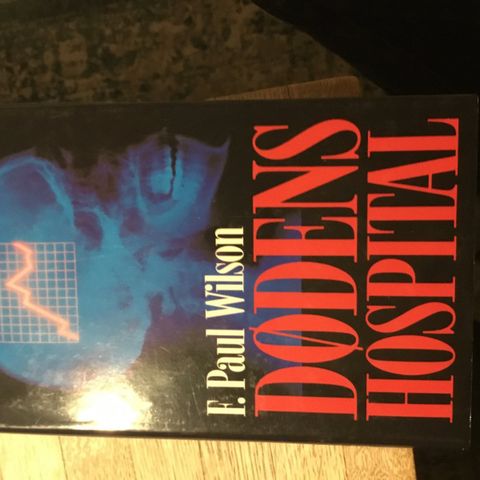 F. Paul Wilson
DØDENS
HOSPITAL